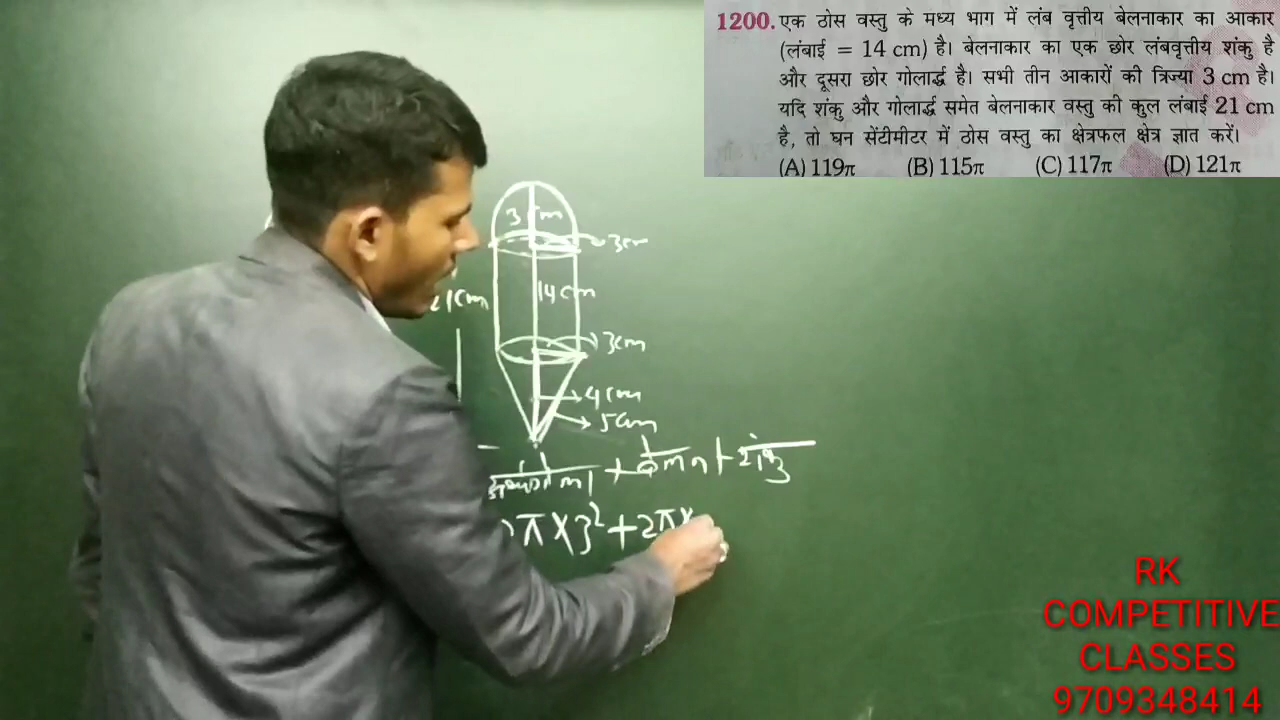 1200. एक ठोस वस्तु के मध्य भाग में लंब वृत्तीय बेलनाकार का आकार
(लंबाई = 14 cm) है। बेलनाकार का एक छोर लंबवृत्तीय शंकु है
और दूसरा छोर गोलार्द्ध है। सभी तीन आकारों की त्रिज्या 3 cm है।
यदि शंकु और गोलार्द्ध समेत बेलनाकार वस्तु की कुल लंबाई 21 cm
है, तो घन सेंटीमीटर में ठोस वस्तु का क्षेत्रफल क्षेत्र ज्ञात करें।
(A) 119π (B) 115π (C) 117π (D) 121π
3 cm
3cm
14cm
21cm
3cm
4cm
5cm
π×3²+2π×
RK
COMPETITIVE
CLASSES
9709348414